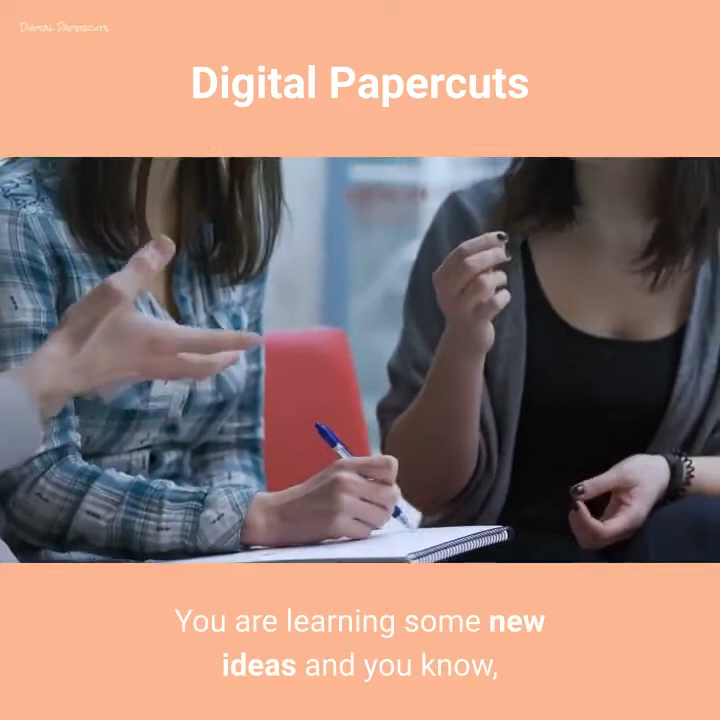 Digital Papercuts
Digital Papercuts
You are learning some new
ideas and you know,